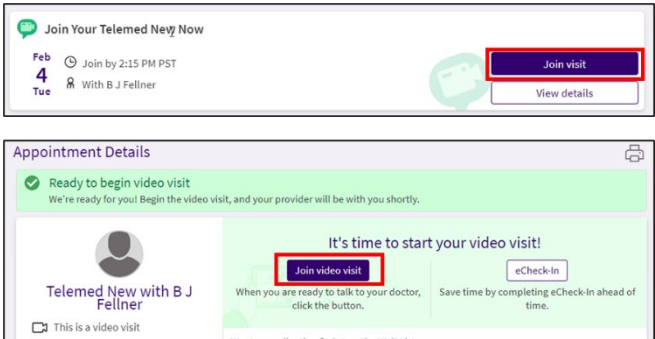 Join Your Telemed New Now
Feb
4
Tue
Join by 2:15 PM PST
With B J Fellner
Join visit
View details
Appointment Details
Ready to begin video visit
We're ready for you! Begin the video visit, and your provider will be with you shortly.
Telemed New with B J
Fellner
This is a video visit
It's time to start your video visit!
Join video visit
When you are ready to talk to your doctor,
click the button.
eCheck-In
Save time by completing eCheck-In ahead of
time.